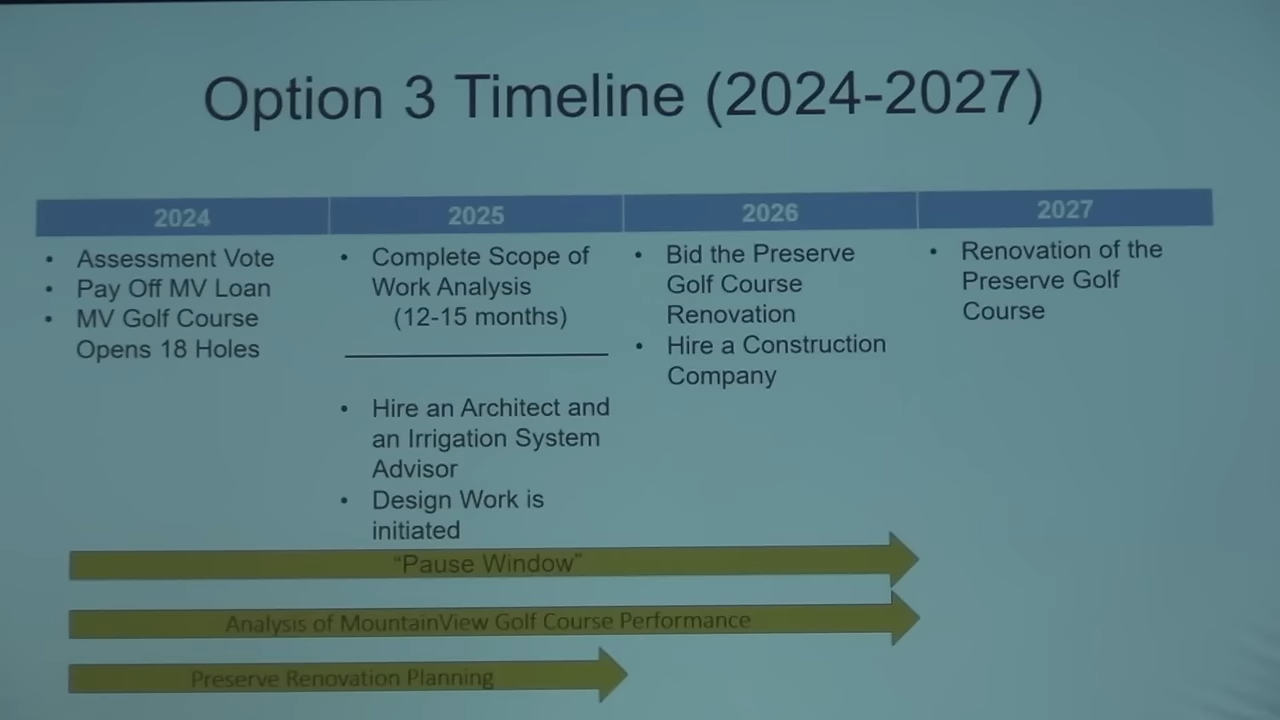 Option 3 Timeline (2024-2027)
2024
2025
2026
2027
• Assessment Vote
• Pay Off MV Loan
• MV Golf Course
Opens 18 Holes
• Complete Scope of
Work Analysis
(12-15 months)
• Hire an Architect and
an Irrigation System
Advisor
• Design Work is
initiated
• Bid the Preserve
Golf Course
Renovation
• Hire a Construction
Company
• Renovation of the
Preserve Golf
Course
“Pause Window”
Analysis of MountainView Golf Course Performance
Preserve Renovation Planning